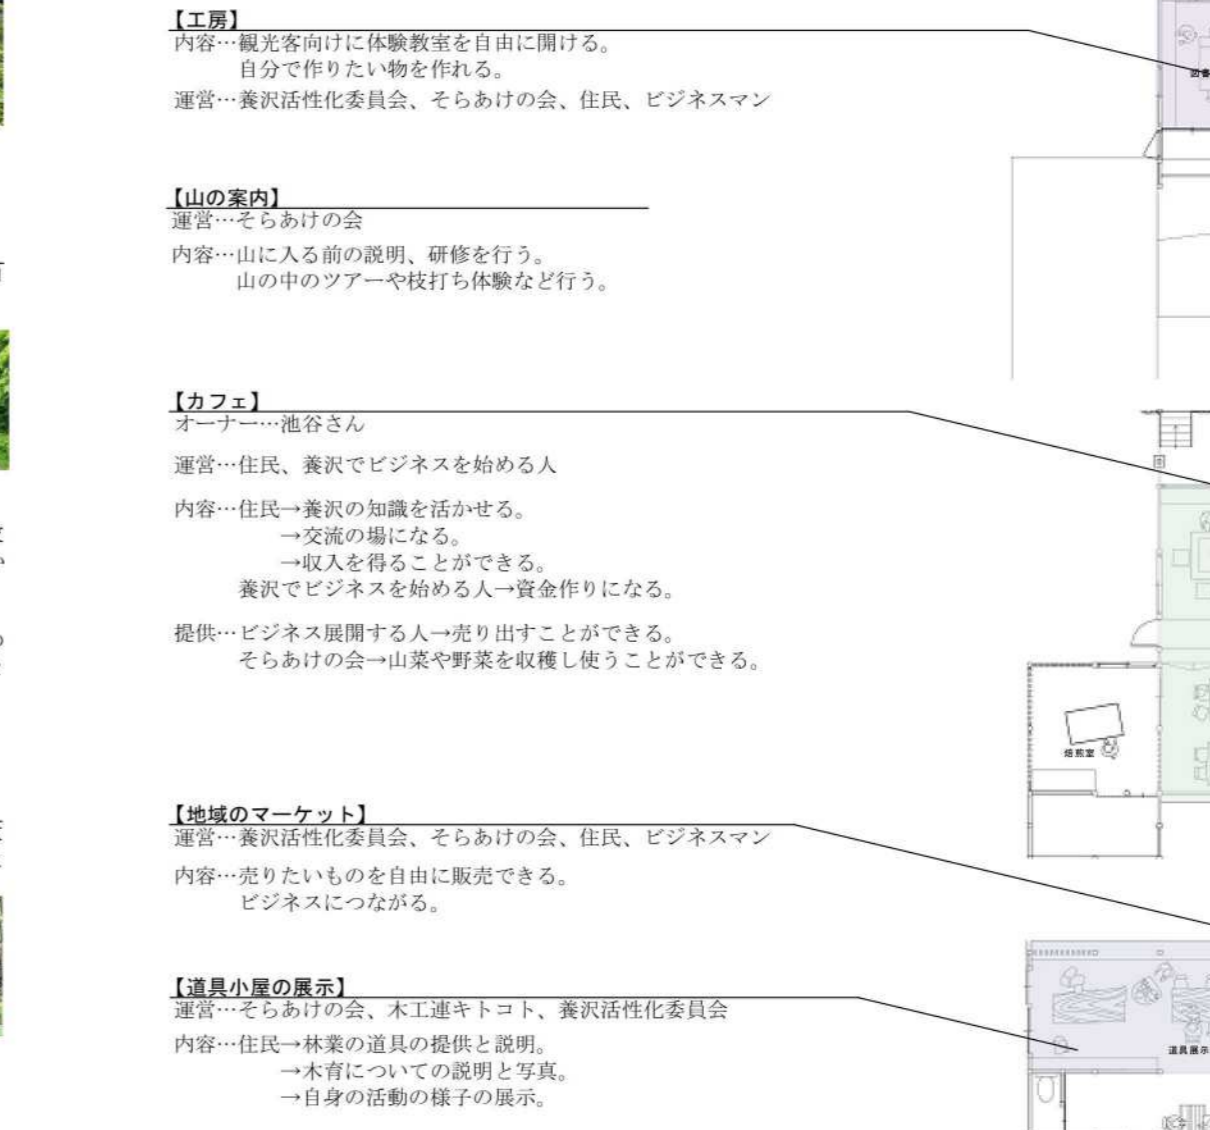 【工房】
内容…観光客向けに体験教室を自由に開ける。
自分で作りたい物を作れる。
運営…養沢活性化委員会、そらあけの会、住民、ビジネスマン
【山の案内】
運営…そらあけの会
内容…山に入る前の説明、研修を行う。
山の中のツアーや枝打ち体験など行う。
【カフェ】
オーナー…池谷さん
運営…住民、養沢でビジネスを始める人
内容…住民→養沢の知識を活かせる。
→交流の場になる。
→収入を得ることができる。
養沢でビジネスを始める人→資金作りになる。
提供…ビジネス展開する人→売り出すことができる。
そらあけの会→山菜や野菜を収穫し使うことができる。
焙煎室
【地域のマーケット】
運営…養沢活性化委員会、そらあけの会、住民、ビジネスマン
内容…売りたいものを自由に販売できる。
ビジネスにつながる。
【道具小屋の展示】
運営…そらあけの会、木工連キトコト、養沢活性化委員会
内容…住民→林業の道具の提供と説明。
→木育についての説明と写真。
→自身の活動の様子の展示。
道具展示